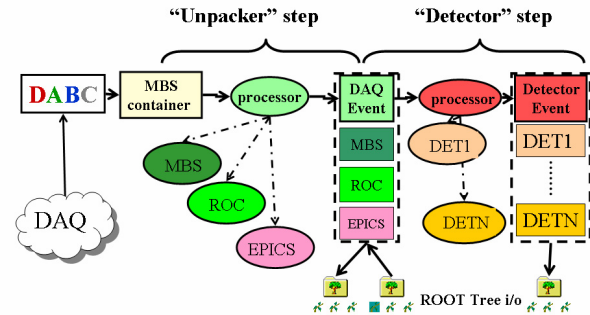 “Unpacker” step
“Detector” step
DABC
MBS
container
processor
DAQ
Event
processor
Detector
Event
MBS
ROC
EPICS
MBS
ROC
EPICS
DET1
DETN
DET1
DETN
DAQ
ROOT Tree i/o